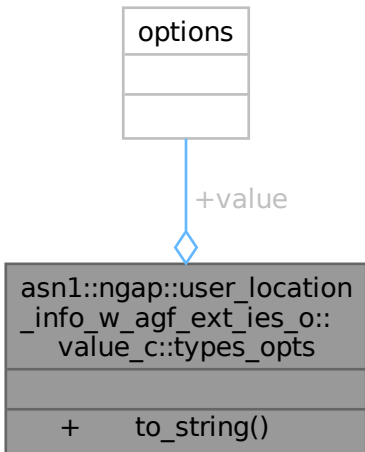 options
+value
asn1::ngap::user_location
_info_w_agf_ext_ies_o::
value_c::types_opts
+ to_string()